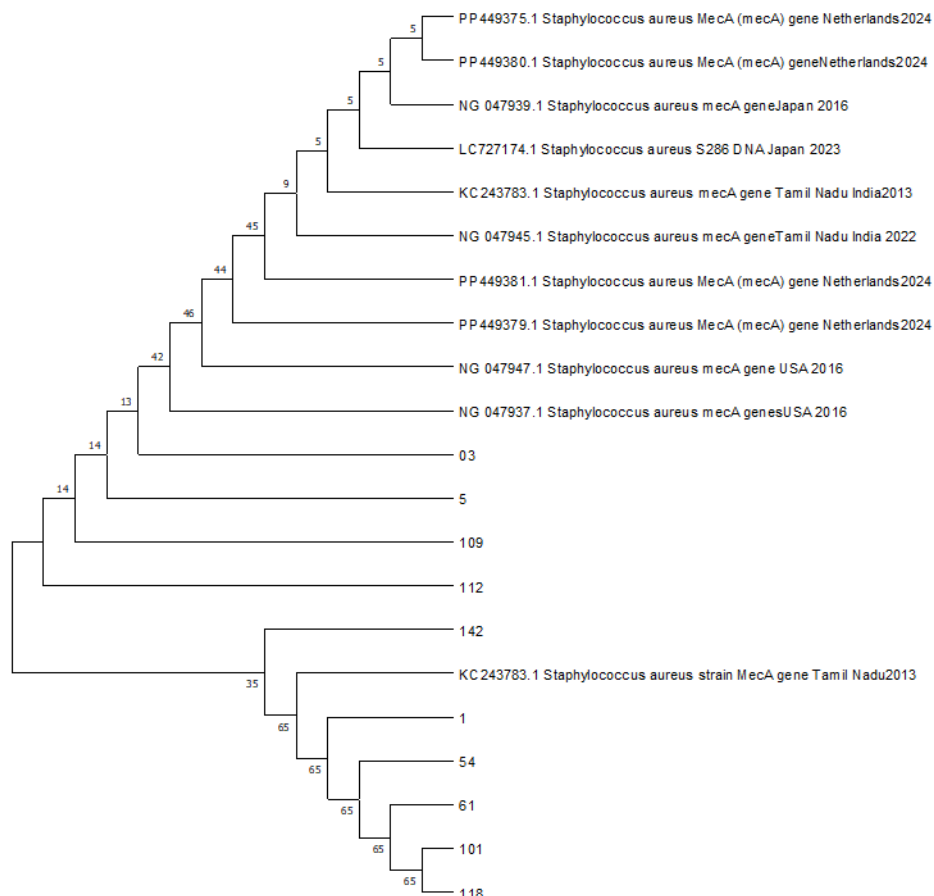 5
PP449375.1 Staphylococcus aureus MecA (mecA) gene Netherlands2024
5
PP449380.1 Staphylococcus aureus MecA (mecA) geneNetherlands2024
5
NG 047939.1 Staphylococcus aureus mecA geneJapan 2016
5
LC727174.1 Staphylococcus aureus S286 DNA Japan 2023
9
KC243783.1 Staphylococcus aureus mecA gene Tamil Nadu India2013
45
NG 047945.1 Staphylococcus aureus mecA geneTamil Nadu India 2022
44
PP449381.1 Staphylococcus aureus MecA (mecA) gene Netherlands2024
46
PP449379.1 Staphylococcus aureus MecA (mecA) gene Netherlands2024
42
NG 047947.1 Staphylococcus aureus mecA gene USA 2016
13
NG 047937.1 Staphylococcus aureus mecA genesUSA 2016
14
03
14
5
109
112
142
35
KC243783.1 Staphylococcus aureus strain MecA gene Tamil Nadu2013
65
1
65
54
65
61
65
101
65
118